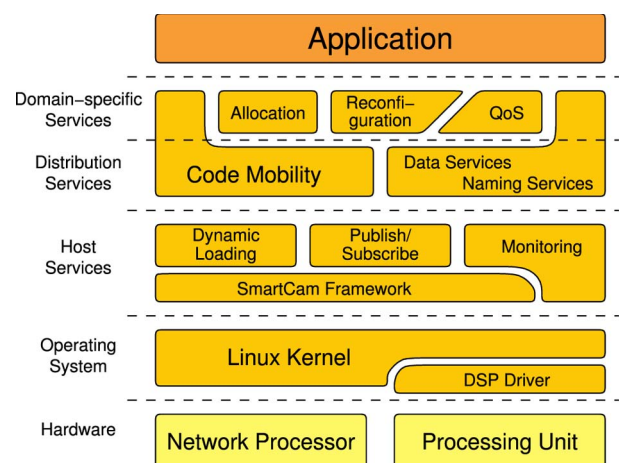 Application
Domain−specific
Services
Allocation
Reconfi−
guration
QoS
Distribution
Services
Code Mobility
Data Services
Naming Services
Host
Services
Dynamic
Loading
Publish/
Subscribe
Monitoring
SmartCam Framework
Operating
System
Linux Kernel
DSP Driver
Hardware
Network Processor
Processing Unit